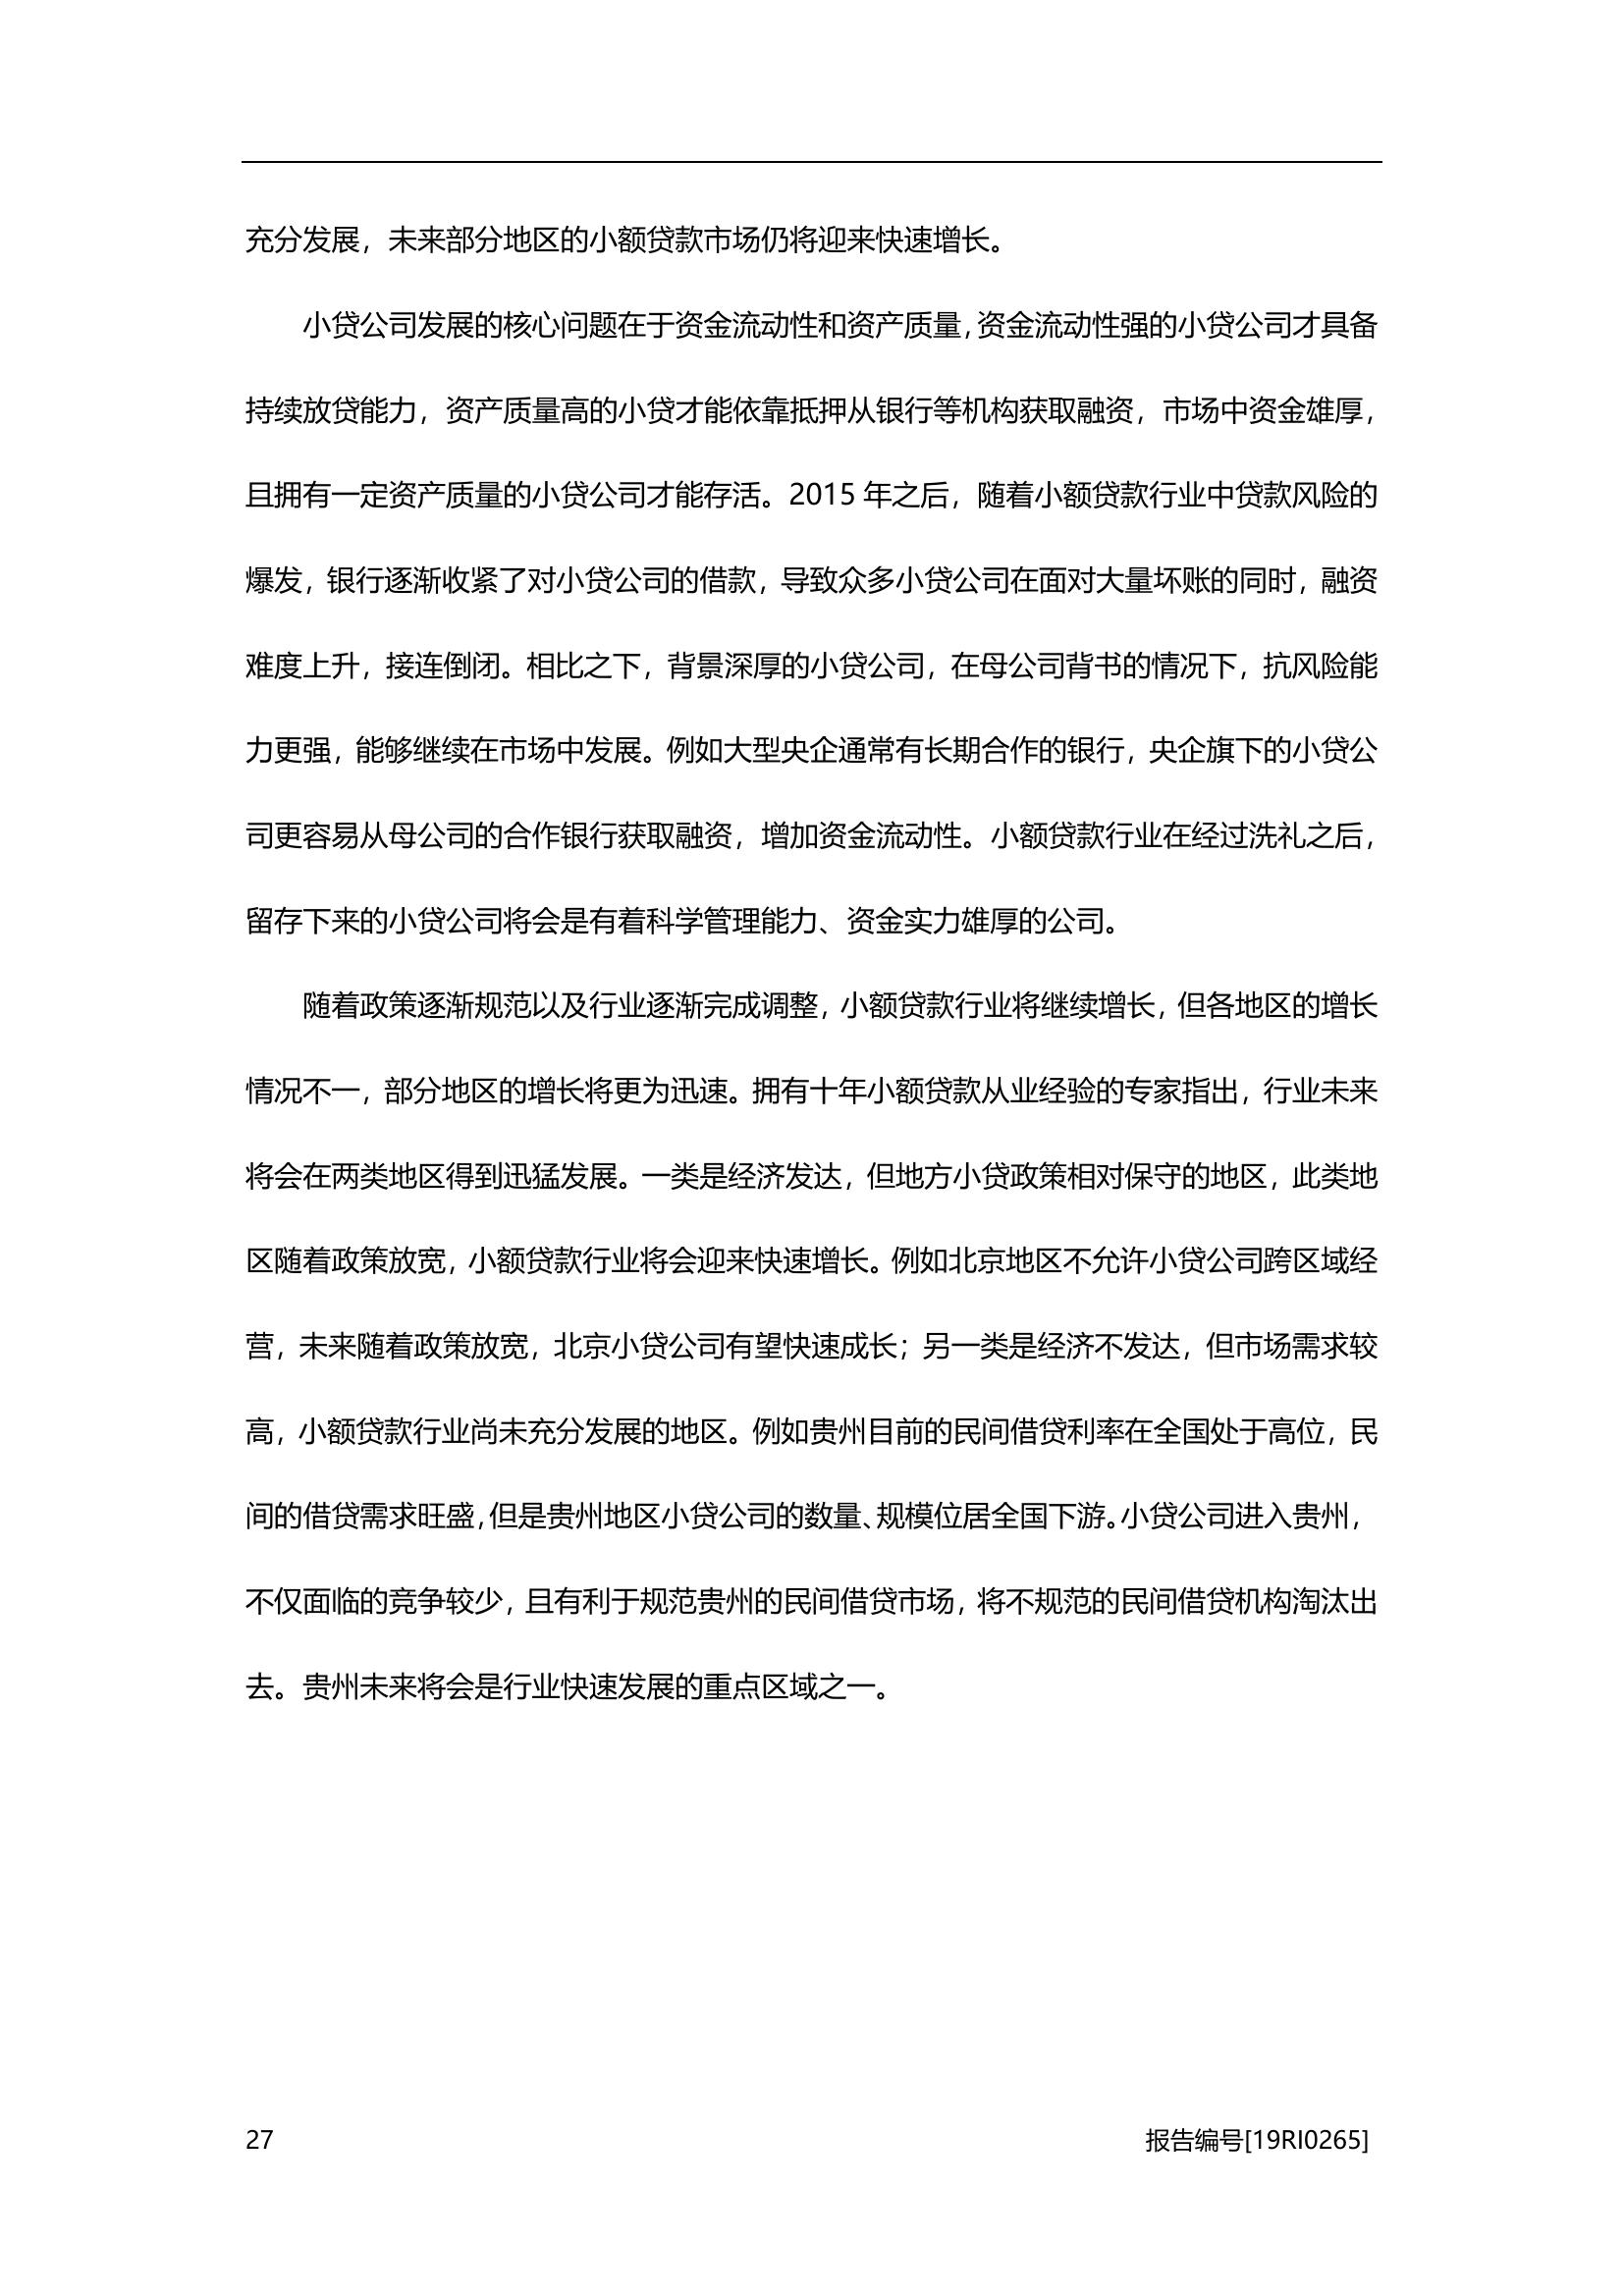 充分发展，未来部分地区的小额贷款市场仍将迎来快速增长。
小贷公司发展的核心问题在于资金流动性和资产质量，资金流动性强的小贷公司才具备
持续放贷能力，资产质量高的小贷才能依靠抵押从银行等机构获取融资，市场中资金雄厚，
且拥有一定资产质量的小贷公司才能存活。2015 年之后，随着小额贷款行业中贷款风险的
爆发，银行逐渐收紧了对小贷公司的借款，导致众多小贷公司在面对大量坏账的同时，融资
难度上升，接连倒闭。相比之下，背景深厚的小贷公司，在母公司背书的情况下，抗风险能
力更强，能够继续在市场中发展。例如大型央企通常有长期合作的银行，央企旗下的小贷公
司更容易从母公司的合作银行获取融资，增加资金流动性。小额贷款行业在经过洗礼之后，
留存下来的小贷公司将会是有着科学管理能力、资金实力雄厚的公司。
随着政策逐渐规范以及行业逐渐完成调整，小额贷款行业将继续增长，但各地区的增长
情况不一，部分地区的增长将更为迅速。拥有十年小额贷款从业经验的专家指出，行业未来
将会在两类地区得到迅猛发展。一类是经济发达，但地方小贷政策相对保守的地区，此类地
区随着政策放宽，小额贷款行业将会迎来快速增长。例如北京地区不允许小贷公司跨区域经
营，未来随着政策放宽，北京小贷公司有望快速成长；另一类是经济不发达，但市场需求较
高，小额贷款行业尚未充分发展的地区。例如贵州目前的民间借贷利率在全国处于高位，民
间的借贷需求旺盛，但是贵州地区小贷公司的数量、规模位居全国下游。小贷公司进入贵州，
不仅面临的竞争较少，且有利于规范贵州的民间借贷市场，将不规范的民间借贷机构淘汰出
去。贵州未来将会是行业快速发展的重点区域之一。
27 报告编号[19RI0265]